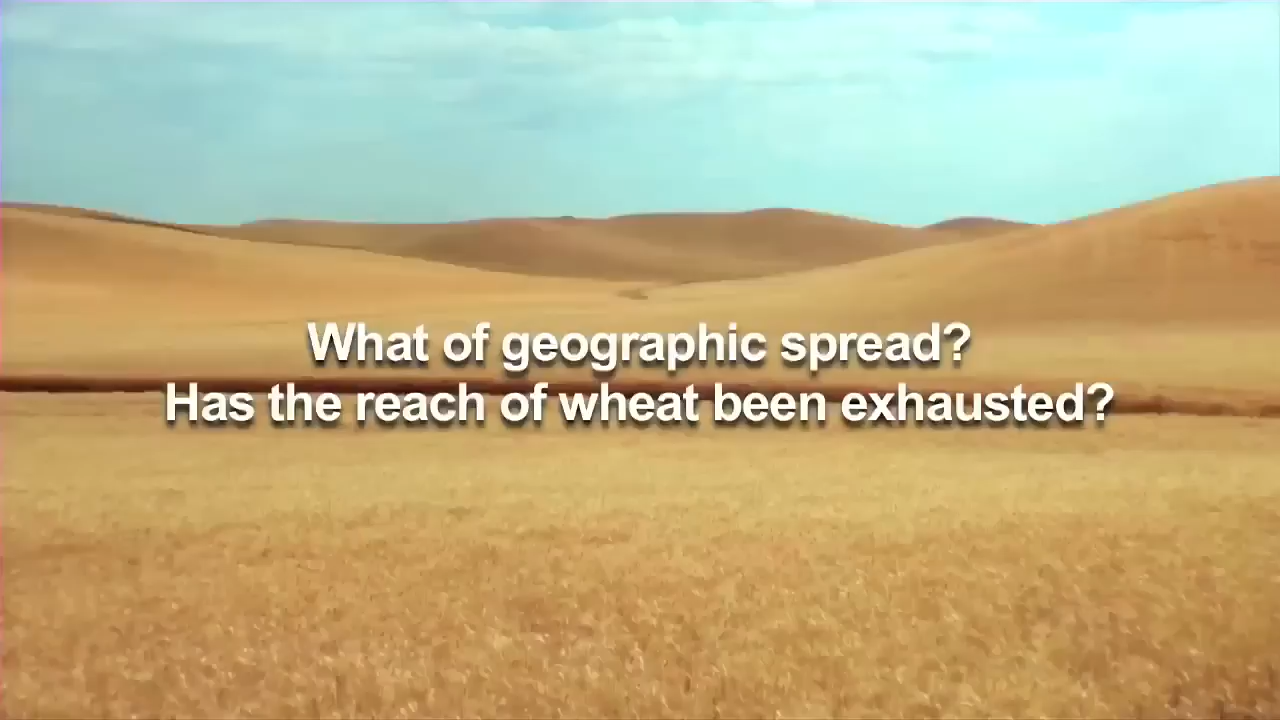 What of geographic spread?
Has the reach of wheat been exhausted?